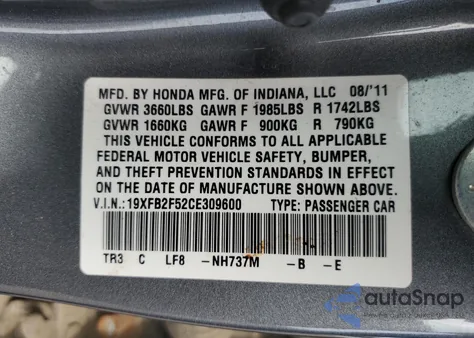 MFD. BY HONDA MFG. OF INDIANA, LLC 08/'11
GVWR 3660LBS GAWR F 1985LBS R 1742LBS
GVWR 1660KG GAWR F 900KG R 790KG
THIS VEHICLE CONFORMS TO ALL APPLICABLE
FEDERAL MOTOR VEHICLE SAFETY, BUMPER,
AND THEFT PREVENTION STANDARDS IN EFFECT
ON THE DATE OF MANUFACTURE SHOWN ABOVE.
V.I.N.: 19XFB2F52CE309600 TYPE: PASSENGER CAR
TR3 C LF8 -NH737M -B -E
autoSnap